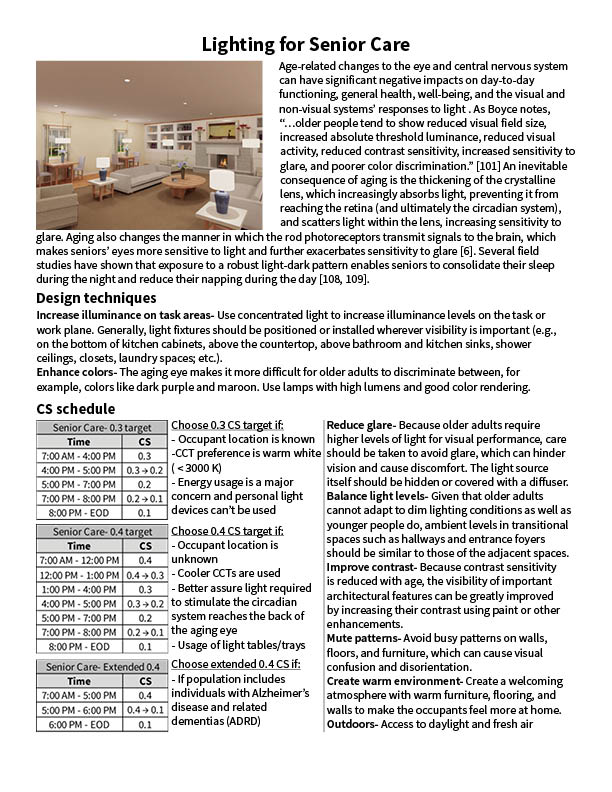 Lighting for Senior Care
Age-related changes to the eye and central nervous system
can have significant negative impacts on day-to-day
functioning, general health, well-being, and the visual and
non-visual systems' responses to light . As Boyce notes,
“…older people tend to show reduced visual field size,
increased absolute threshold luminance, reduced visual
activity, reduced contrast sensitivity, increased sensitivity to
glare, and poorer color discrimination.” [101] An inevitable
consequence of aging is the thickening of the crystalline
lens, which increasingly absorbs light, preventing it from
reaching the retina (and ultimately the circadian system),
and scatters light within the lens, increasing sensitivity to
glare. Aging also changes the manner in which the rod photoreceptors transmit signals to the brain, which
makes seniors' eyes more sensitive to light and further exacerbates sensitivity to glare [6]. Several field
studies have shown that exposure to a robust light-dark pattern enables seniors to consolidate their sleep
during the night and reduce their napping during the day [108, 109].
Design techniques
Increase illuminance on task areas- Use concentrated light to increase illuminance levels on the task or
work plane. Generally, light fixtures should be positioned or installed wherever visibility is important (e.g.,
on the bottom of kitchen cabinets, above the countertop, above bathroom and kitchen sinks, shower
ceilings, closets, laundry spaces; etc.).
Enhance colors- The aging eye makes it more difficult for older adults to discriminate between, for
example, colors like dark purple and maroon. Use lamps with high lumens and good color rendering.
CS schedule
Senior Care- 0.3 target
Time CS
7:00 AM - 4:00 PM 0.3
4:00 PM - 5:00 PM 0.3 → 0.2
5:00 PM - 7:00 PM 0.2
7:00 PM - 8:00 PM 0.2 → 0.1
8:00 PM - EOD 0.1
Choose 0.3 CS target if:
- Occupant location is known
-CCT preference is warm white
( < 3000 K)
- Energy usage is a major
concern and personal light
devices can't be used
Senior Care- 0.4 target
Time CS
7:00 AM - 12:00 PM 0.4
12:00 PM - 1:00 PM 0.4 → 0.3
1:00 PM - 4:00 PM 0.3
4:00 PM - 5:00 PM 0.3 → 0.2
5:00 PM - 7:00 PM 0.2
7:00 PM - 8:00 PM 0.2 → 0.1
8:00 PM - EOD 0.1
Choose 0.4 CS target if:
- Occupant location is
unknown
- Cooler CCTs are used
- Better assure light required
to stimulate the circadian
system reaches the back of
the aging eye
- Usage of light tables/trays
Senior Care- Extended 0.4
Time CS
7:00 AM - 5:00 PM 0.4
5:00 PM - 6:00 PM 0.4 → 0.1
6:00 PM - EOD 0.1
Choose extended 0.4 CS if:
- If population includes
individuals with Alzheimer's
disease and related
dementias (ADRD)
Reduce glare- Because older adults require
higher levels of light for visual performance, care
should be taken to avoid glare, which can hinder
vision and cause discomfort. The light source
itself should be hidden or covered with a diffuser.
Balance light levels- Given that older adults
cannot adapt to dim lighting conditions as well as
younger people do, ambient levels in transitional
spaces such as hallways and entrance foyers
should be similar to those of the adjacent spaces.
Improve contrast- Because contrast sensitivity
is reduced with age, the visibility of important
architectural features can be greatly improved
by increasing their contrast using paint or other
enhancements.
Mute patterns- Avoid busy patterns on walls,
floors, and furniture, which can cause visual
confusion and disorientation.
Create warm environment- Create a welcoming
atmosphere with warm furniture, flooring, and
walls to make the occupants feel more at home.
Outdoors- Access to daylight and fresh air